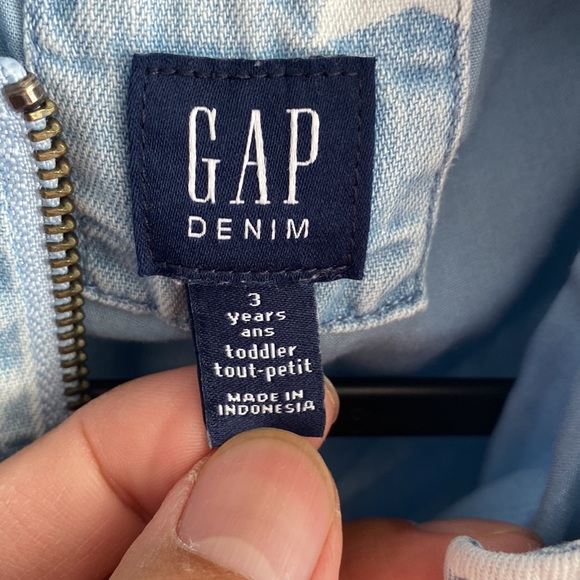 GAP
DENIM
3
years
ans
toddler
tout-petit
MADE IN
INDONESIA